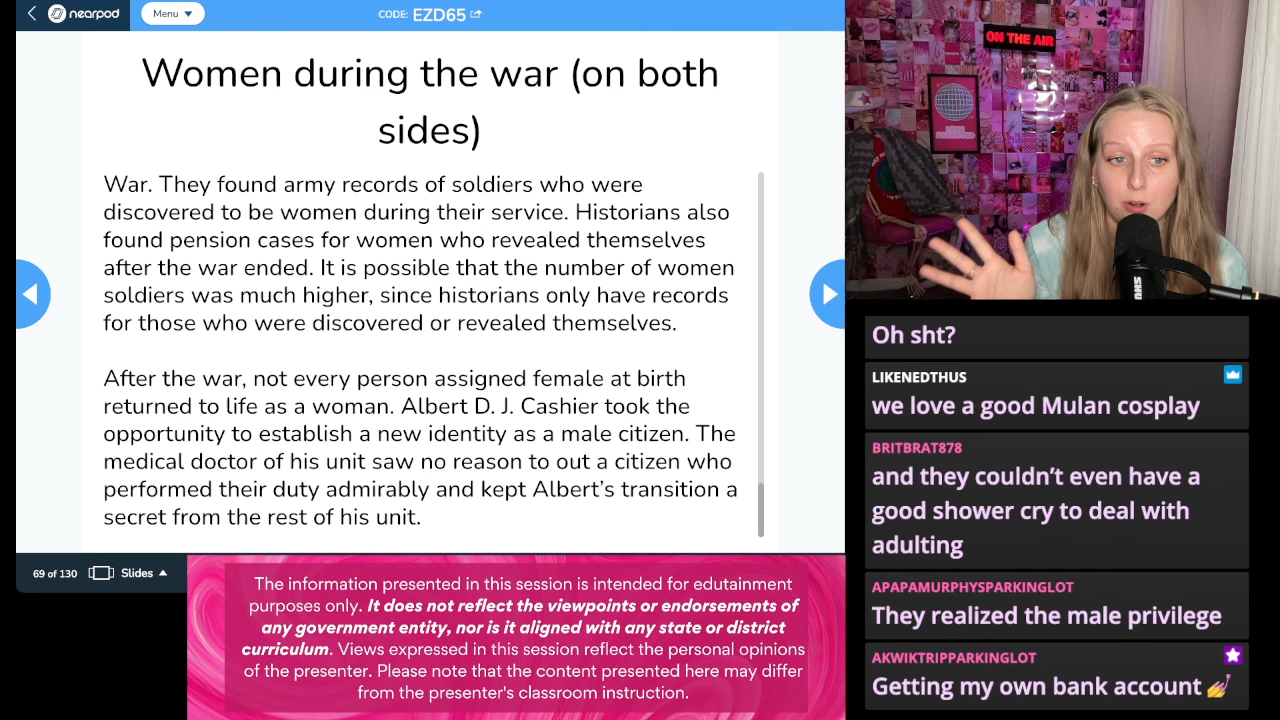 nearpod
Menu
CODE: EZD65
Women during the war (on both
sides)
War. They found army records of soldiers who were
discovered to be women during their service. Historians also
found pension cases for women who revealed themselves
after the war ended. It is possible that the number of women
soldiers was much higher, since historians only have records
for those who were discovered or revealed themselves.
After the war, not every person assigned female at birth
returned to life as a woman. Albert D. J. Cashier took the
opportunity to establish a new identity as a male citizen. The
medical doctor of his unit saw no reason to out a citizen who
performed their duty admirably and kept Albert’s transition a
secret from the rest of his unit.
69 of 130
Slides
The information presented in this session is intended for edutainment
purposes only. It does not reflect the viewpoints or endorsements of
any government entity, nor is it aligned with any state or district
curriculum. Views expressed in this session reflect the personal opinions
of the presenter. Please note that the content presented here may differ
from the presenter's classroom instruction.
ON THE AIR
SHURE
Oh sht?
LIKENEDTHUS
we love a good Mulan cosplay
BRITBRAT878
and they couldn’t even have a
good shower cry to deal with
adulting
APAPAMURPHYSPARKINGLOT
They realized the male privilege
AKWIKTRIPPARKINGLOT
Getting my own bank account 💅